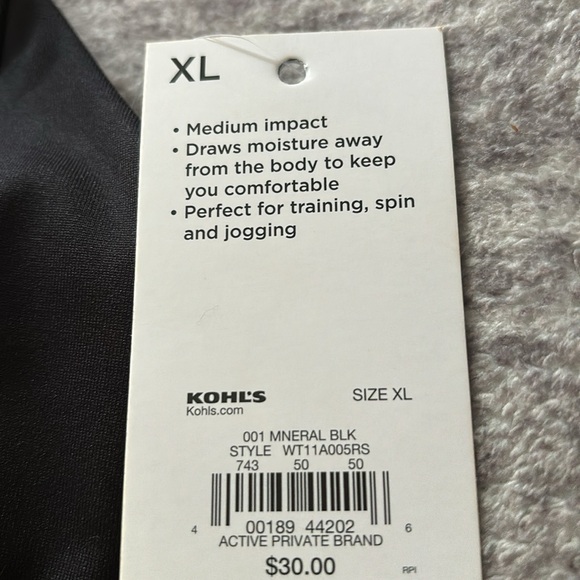 XL
• Medium impact
• Draws moisture away
from the body to keep
you comfortable
• Perfect for training, spin
and jogging
KOHL'S SIZE XL
Kohls.com
001 MNERAL BLK
STYLE WT11A005RS
743 50 50
4 00189 44202 6
ACTIVE PRIVATE BRAND
$30.00 RPI